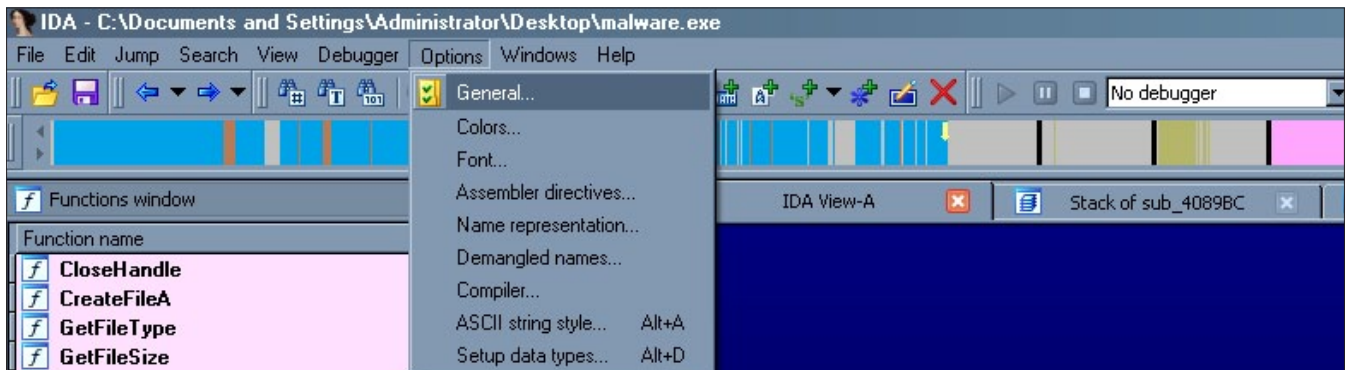 IDA - C:\Documents and Settings\Administrator\Desktop\malware.exe
File Edit Jump Search View Debugger Options Windows Help
General...
No debugger
Colors...
Font...
Assembler directives...
Name representation...
Demangled names...
Compiler...
ASCII string style... Alt+A
Setup data types... Alt+D
Functions window
IDA View-A
Stack of sub_4089BC
Function name
CloseHandle
CreateFileA
GetFileType
GetFileSize